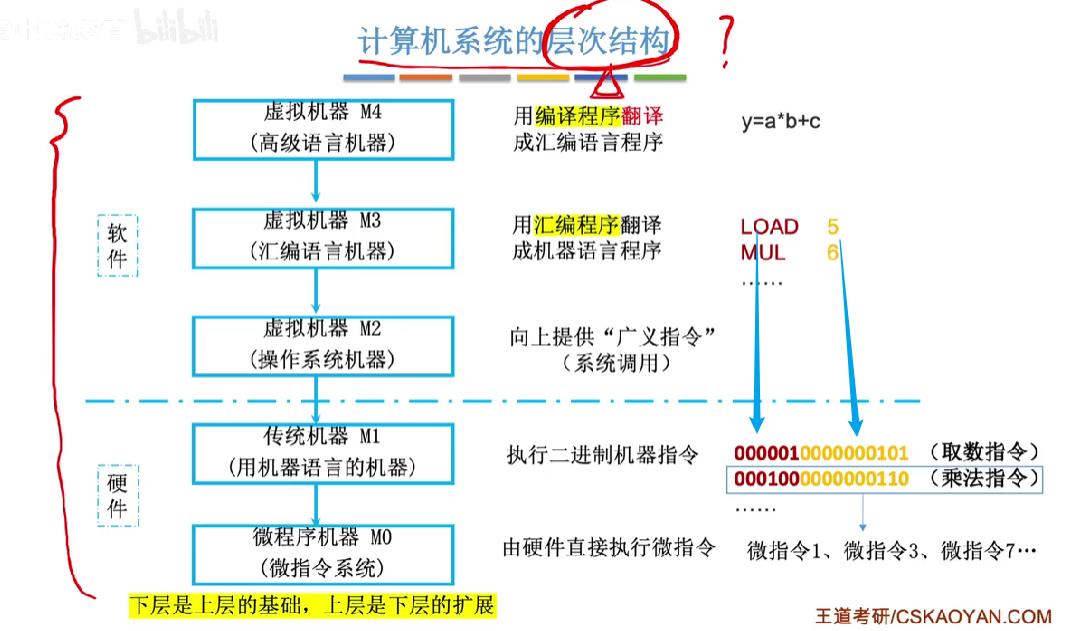 bilibili
计算机系统的层次结构 ?
虚拟机器 M4
(高级语言机器)
用编译程序翻译
成汇编语言程序
y=a*b+c
软件
虚拟机器 M3
(汇编语言机器)
用汇编程序翻译
成机器语言程序
LOAD 5
MUL 6
……
虚拟机器 M2
(操作系统机器)
向上提供“广义指令”
(系统调用)
硬件
传统机器 M1
(用机器语言的机器)
执行二进制机器指令
0000010000000101 (取数指令)
0001000000000110 (乘法指令)
……
微程序机器 M0
(微指令系统)
由硬件直接执行微指令
微指令1、微指令3、微指令7…
下层是上层的基础，上层是下层的扩展
王道考研/CSKAOYAN.COM